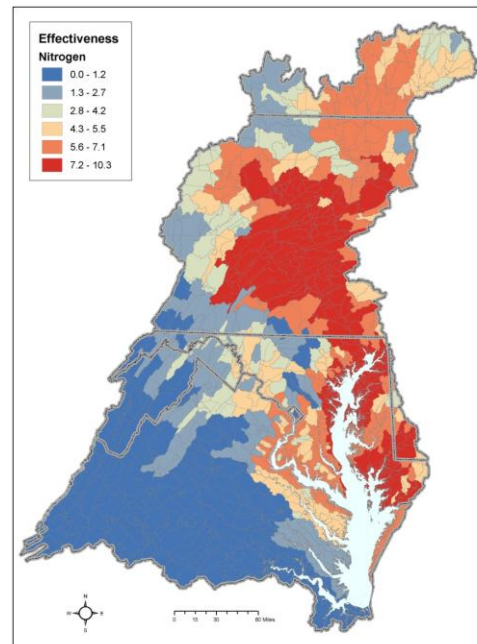 Effectiveness
Nitrogen
0.0 - 1.2
1.3 - 2.7
2.8 - 4.2
4.3 - 5.5
5.6 - 7.1
7.2 - 10.3
N
W E
S
0 15 30 60 Miles